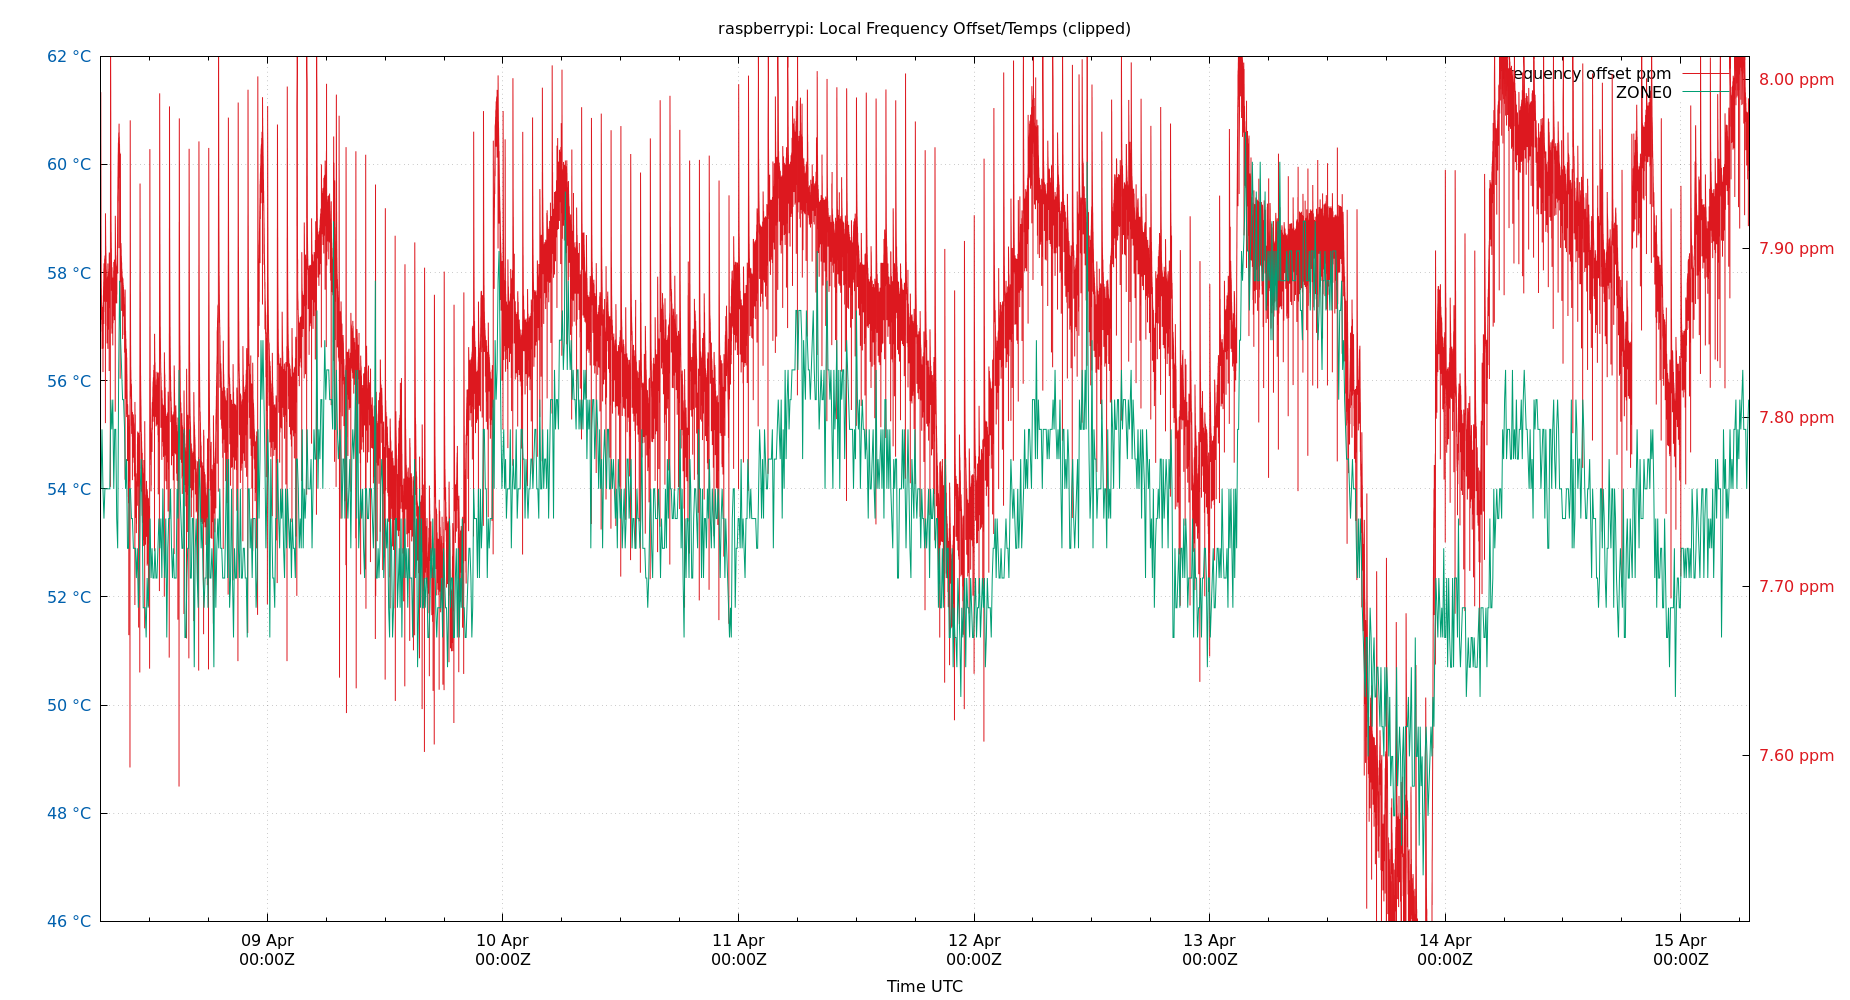 raspberrypi: Local Frequency Offset/Temps (clipped)
62 °C
60 °C
58 °C
56 °C
54 °C
52 °C
50 °C
48 °C
46 °C
equency offset ppm
ZONE0
8.00 ppm
7.90 ppm
7.80 ppm
7.70 ppm
7.60 ppm
09 Apr
00:00Z
10 Apr
00:00Z
11 Apr
00:00Z
12 Apr
00:00Z
13 Apr
00:00Z
14 Apr
00:00Z
15 Apr
00:00Z
Time UTC